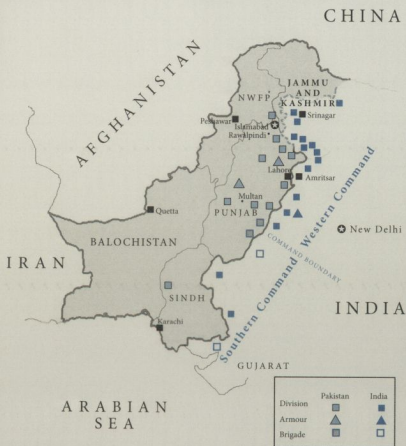 CHINA
AFGHANISTAN
JAMMU
AND
KASHMIR
NWFP
Peshawar
Srinagar
Islamabad
Rawalpindi
Lahore
Amritsar
Multan
PUNJAB
Quetta
New Delhi
BALOCHISTAN
IRAN
COMMAND BOUNDARY
Southern Command
Western Command
SINDH
INDIA
Karachi
GUJARAT
ARABIAN
SEA
Pakistan India
Division
Armour
Brigade